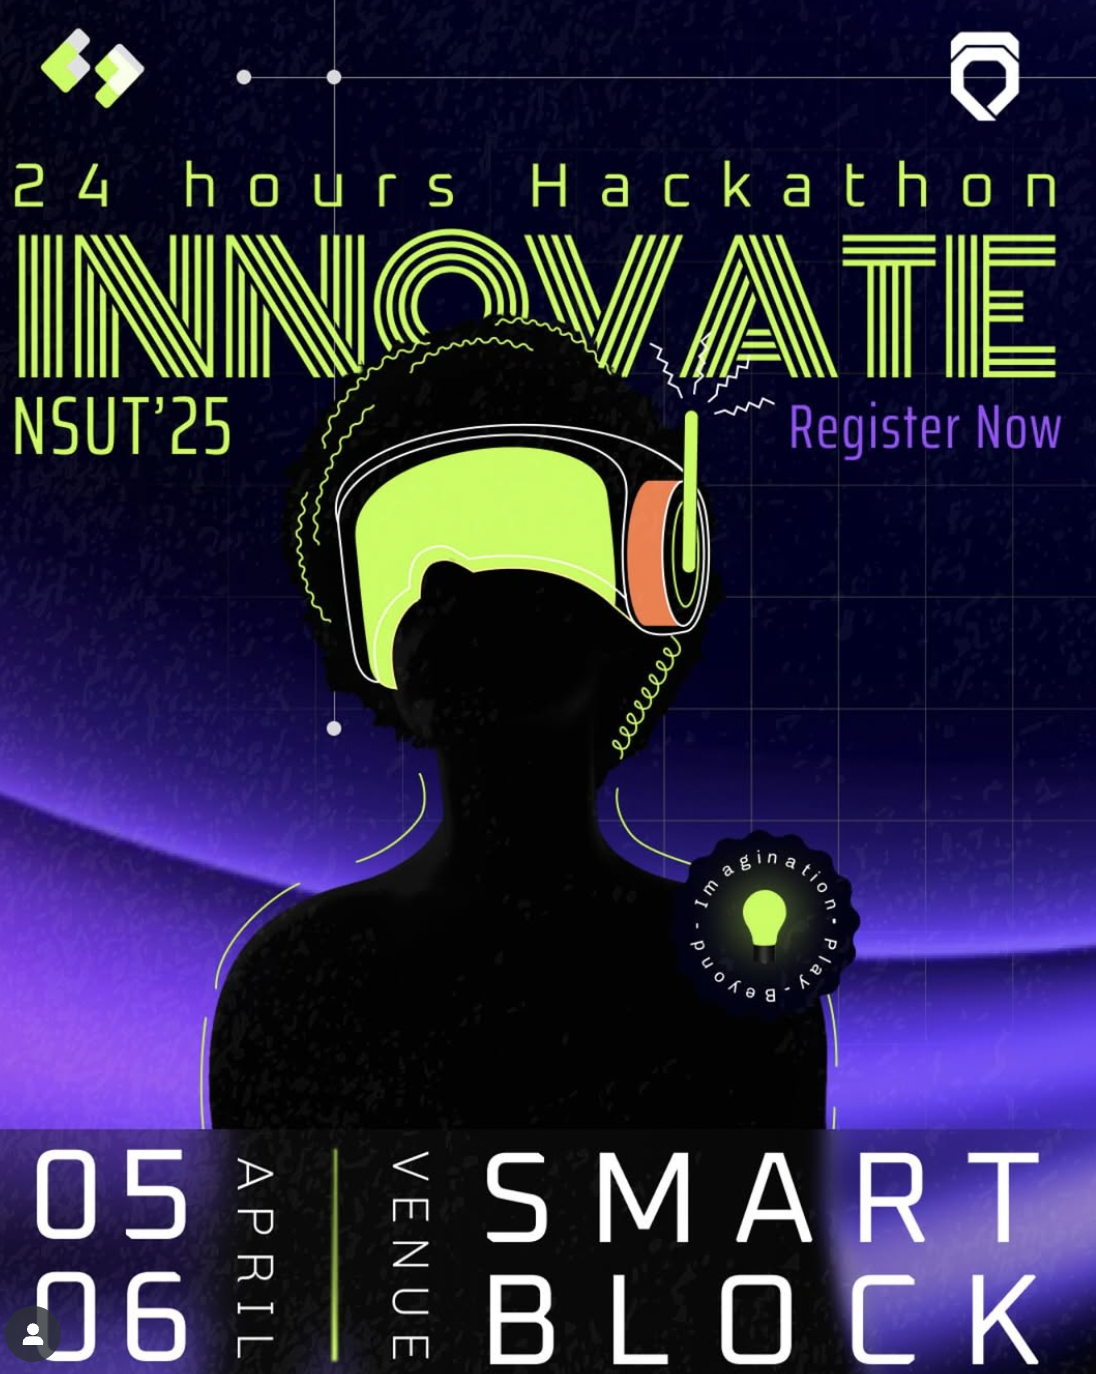 24 hours Hackathon
INNOVATE
NSUT'25
Register Now
Imagination - Play - Beyond -
05
06
APRIL
VENUE
SMART
BLOCK